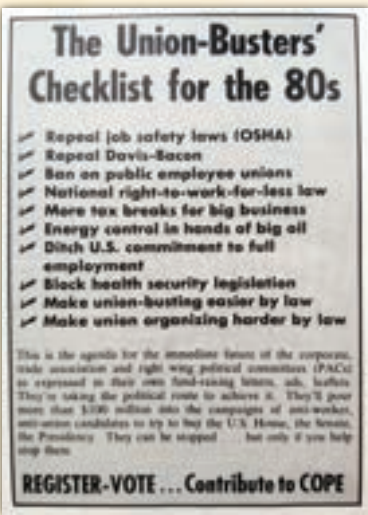 The Union-Busters'
Checklist for the 80s
Repeal job safety laws (OSHA)
Repeal Davis-Bacon
Ban on public employee unions
National right-to-work-for-less law
More tax breaks for big business
Energy control in hands of big oil
Ditch U.S. commitment to full
employment
Block health security legislation
Make union-busting easier by law
Make union organizing harder by law
This is the agenda for the immediate future of the corporate,
trade association and right wing political committees (PACs)
as expressed in their own fund-raising letters, ads, leaflets.
They're taking the political route to achieve it. They'll pour
more than $100 million into the campaigns of anti-worker,
anti-union candidates to try to buy the U.S. House, the Senate,
the Presidency. They can be stopped ... but only if you help
stop them.
REGISTER-VOTE ... Contribute to COPE